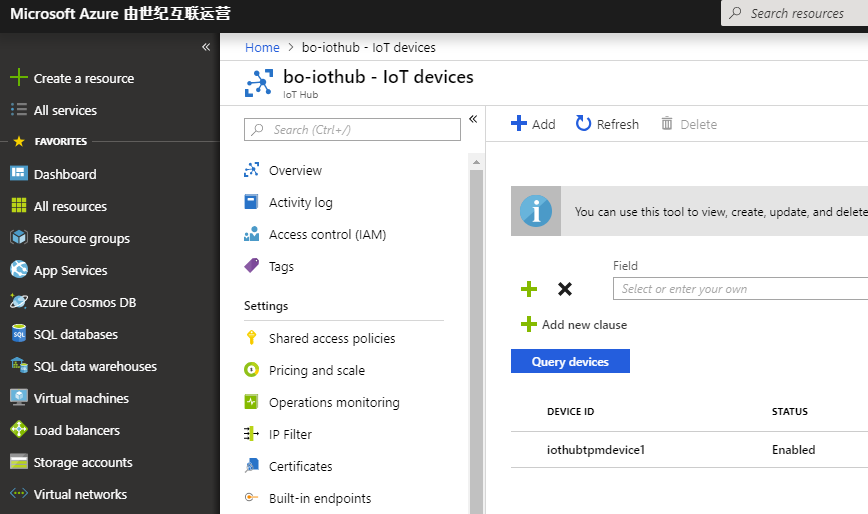 Microsoft Azure 由世纪互联运营
Search resources
Create a resource
All services
FAVORITES
Dashboard
All resources
Resource groups
App Services
Azure Cosmos DB
SQL databases
SQL data warehouses
Virtual machines
Load balancers
Storage accounts
Virtual networks
Home > bo-iothub - IoT devices
bo-iothub - IoT devices
IoT Hub
Search (Ctrl+/)
Overview
Activity log
Access control (IAM)
Tags
Settings
Shared access policies
Pricing and scale
Operations monitoring
IP Filter
Certificates
Built-in endpoints
Add Refresh Delete
You can use this tool to view, create, update, and delete
Field
Select or enter your own
Add new clause
Query devices
DEVICE ID STATUS
iothubtpmdevice1 Enabled